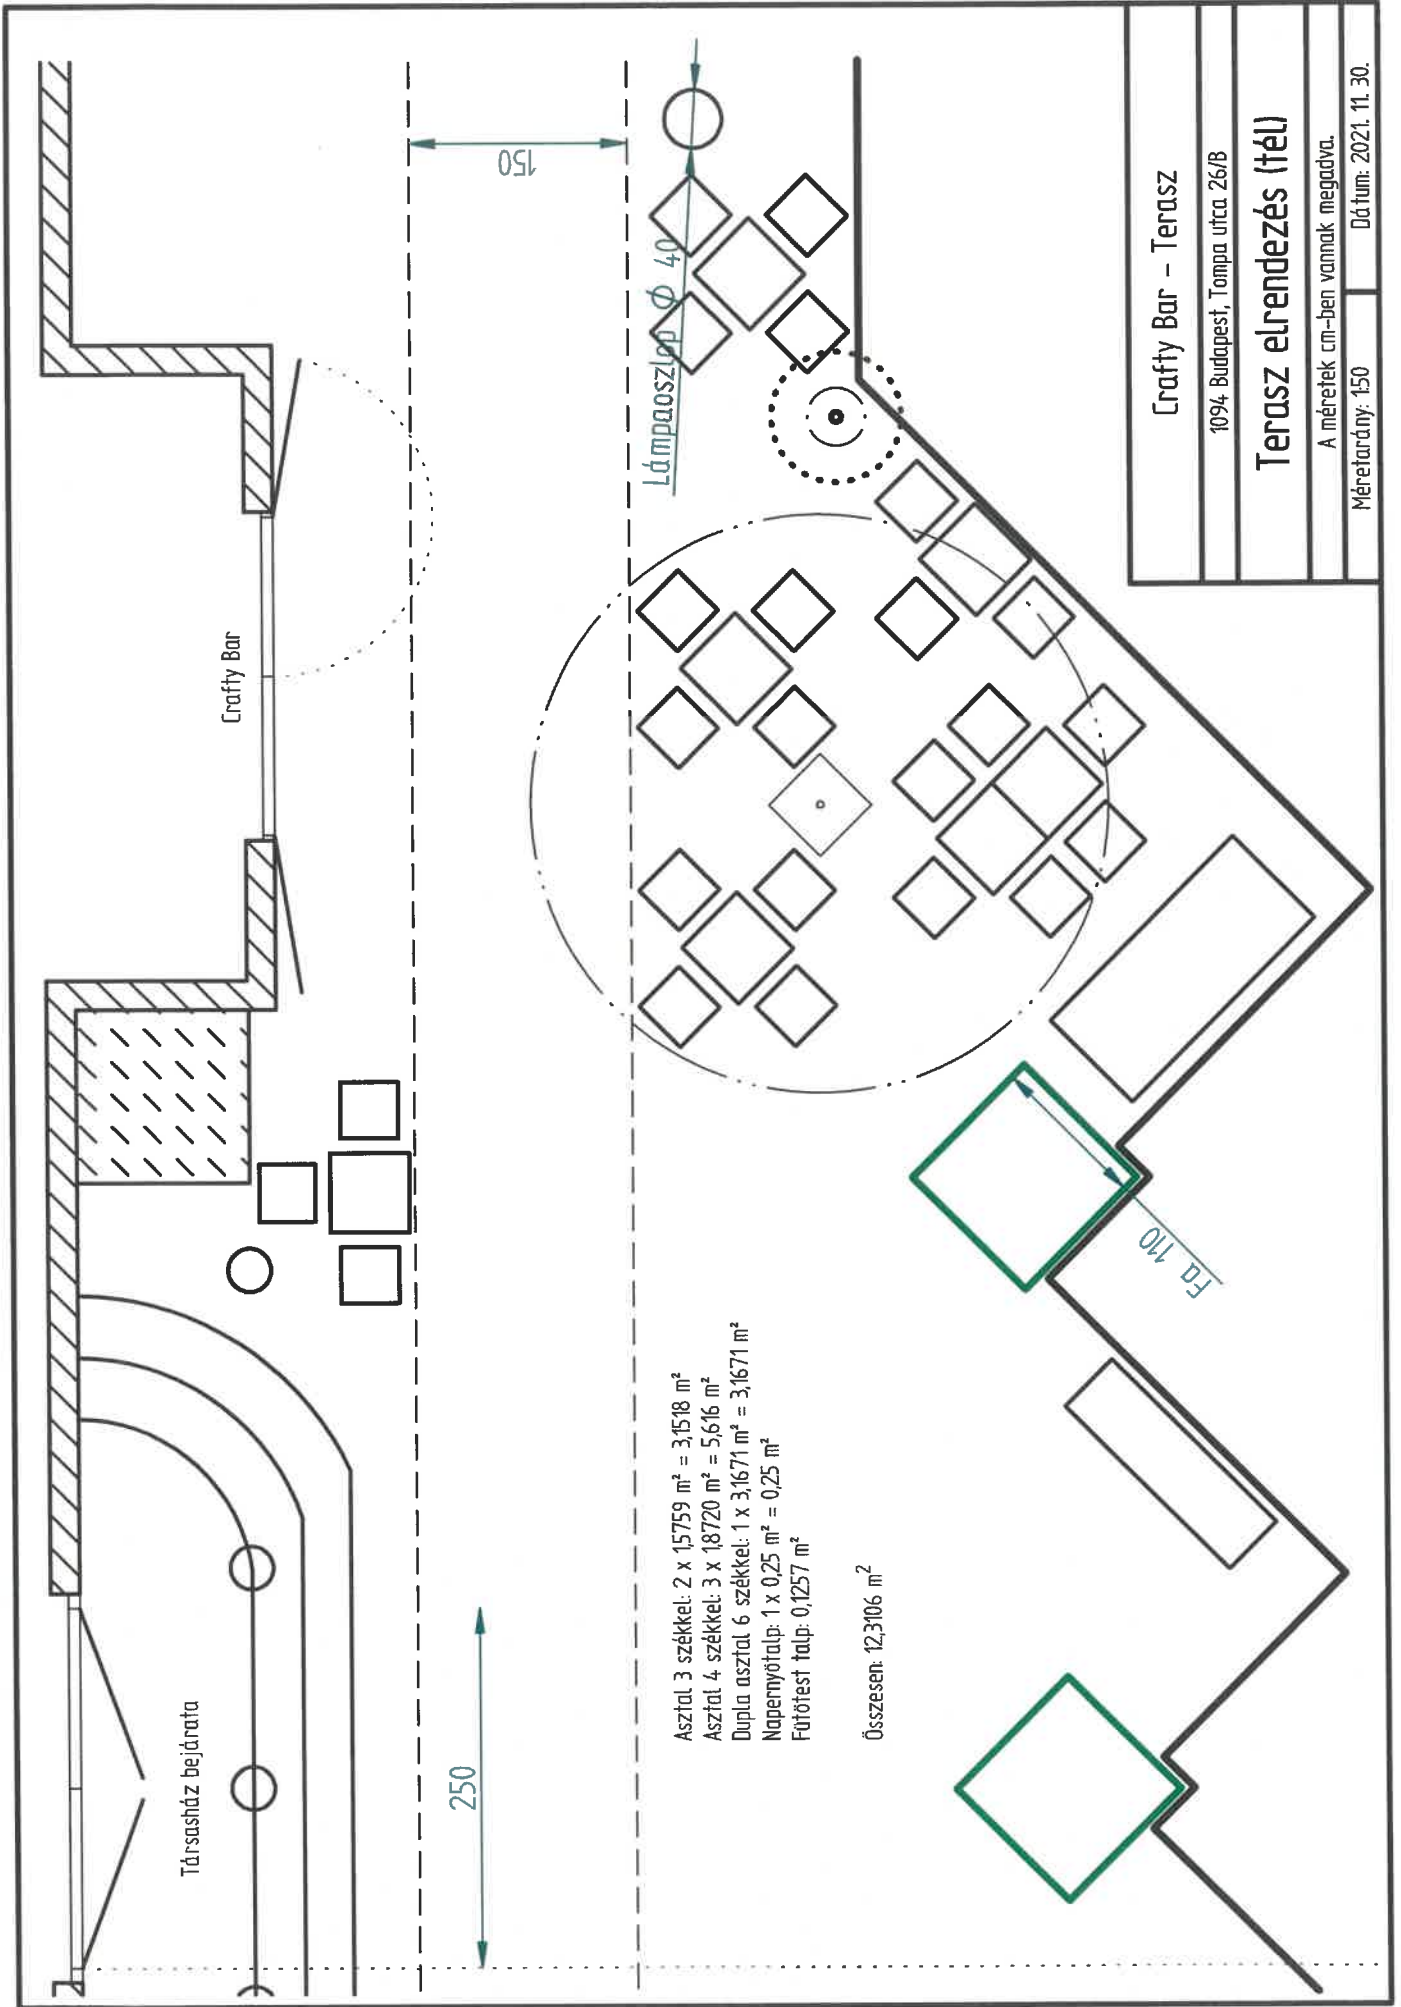 Crafty Bar
Társasház bejárata
250
150
Lámpaoszlop Ø 40
Fa 110
Asztal 3 székkel: 2 x 1,5759 m² = 3,1518 m²
Asztal 4 székkel: 3 x 1,8720 m² = 5,616 m²
Dupla asztal 6 székkel: 1 x 3,1671 m² = 3,1671 m²
Napernyőtalp: 1 x 0,25 m² = 0,25 m²
Fűtőtest talp: 0,1257 m²
Összesen: 12,3106 m²
Crafty Bar - Terasz
1094 Budapest, Tompa utca 26/B
Terasz elrendezés (tél)
A méretek cm-ben vannak megadva.
Méretarány: 1:50
Dátum: 2021. 11. 30.